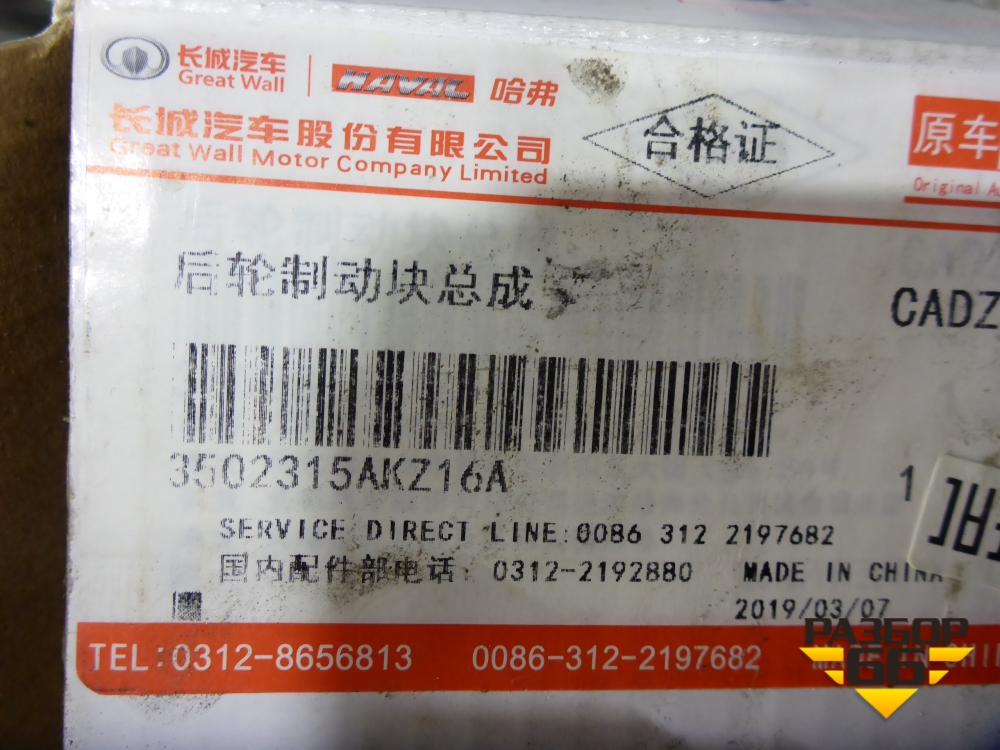 长城汽车
Great Wall
HAVAL 哈弗
长城汽车股份有限公司
Great Wall Motor Company Limited
合格证
原车
Original
后轮制动块总成
CADZ
3502315AKZ16A
1
SERVICE DIRECT LINE:0086 312 2197682
国内配件部电话: 0312-2192880
MADE IN CHINA
2019/03/07
TEL:0312-8656813 0086-312-2197682
MADE IN CHI
РАЗБОР
66